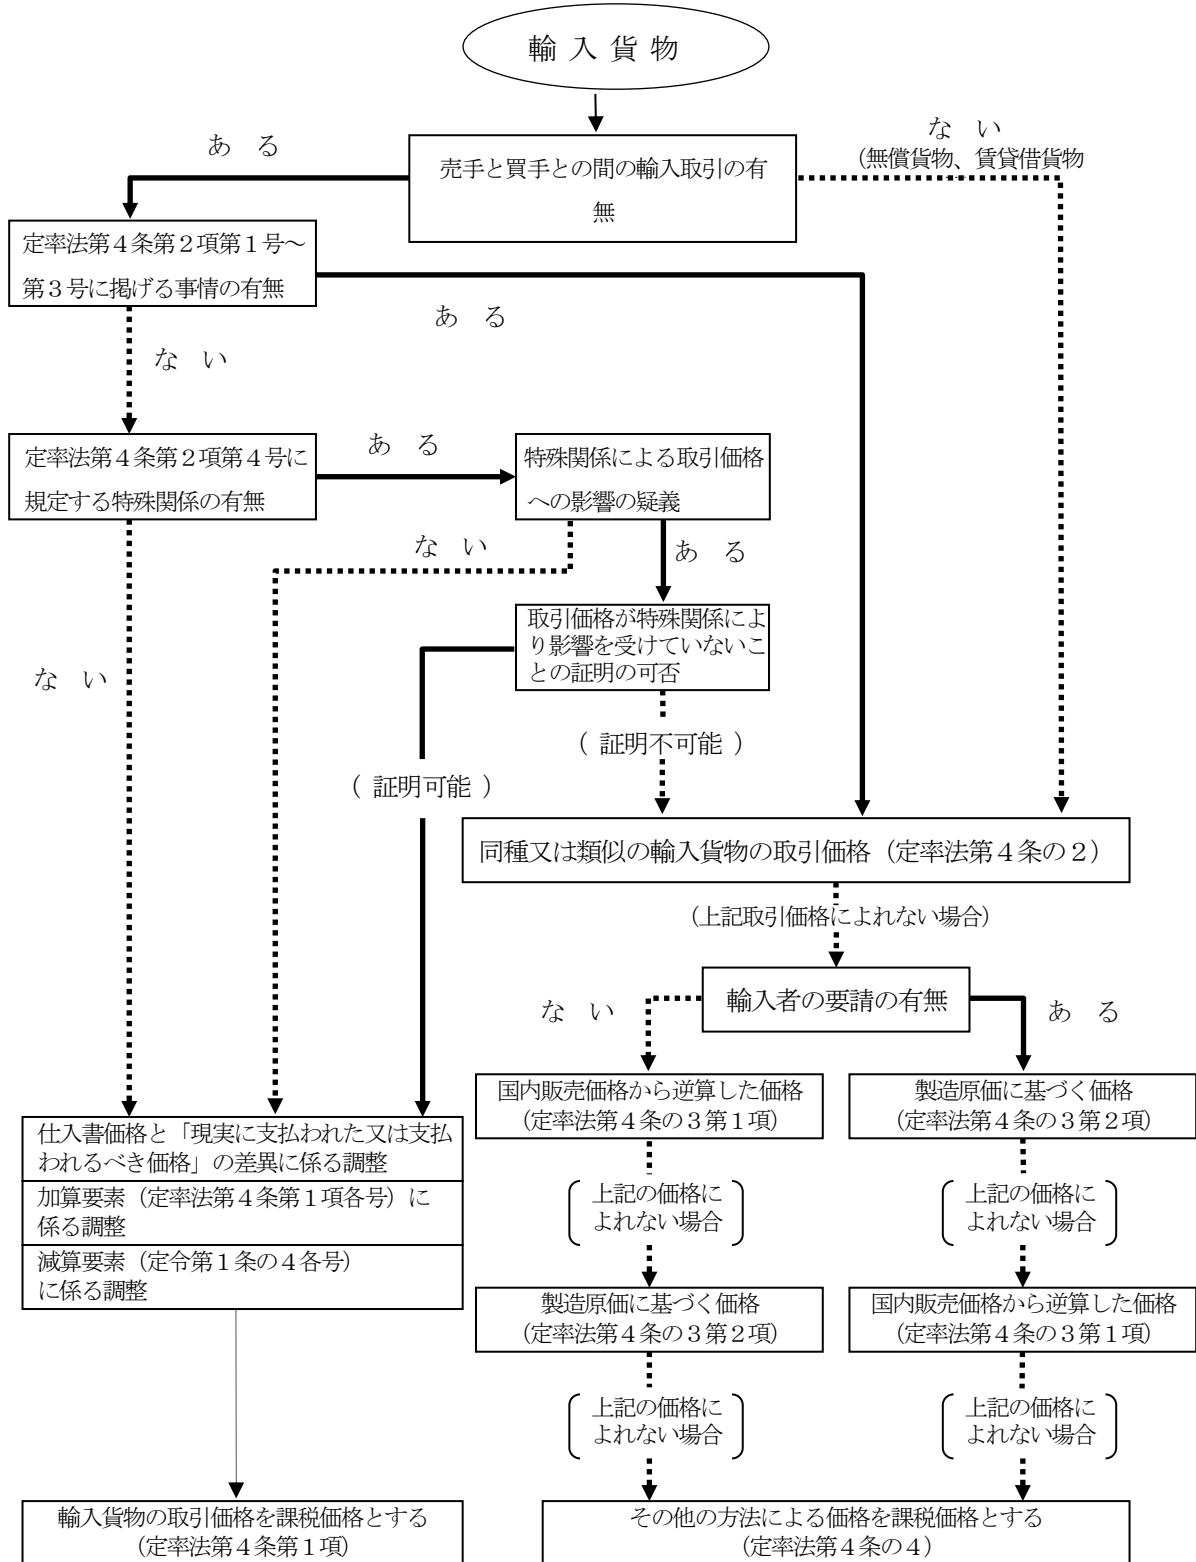 輸 入 貨 物
あ る
な い
（無償貨物、賃貸借貨物
売手と買手との間の輸入取引の有
無
定率法第４条第２項第１号～
第３号に掲げる事情の有無
あ る
な い
定率法第４条第２項第４号に
規定する特殊関係の有無
あ る
特殊関係による取引価格
への影響の疑義
な い
あ る
取引価格が特殊関係によ
り影響を受けていないこ
との証明の可否
な い
（ 証明不可能 ）
（ 証明可能 ）
同種又は類似の輸入貨物の取引価格（定率法第４条の２）
（上記取引価格によれない場合）
輸入者の要請の有無
な い
あ る
国内販売価格から逆算した価格
（定率法第４条の３第１項）
製造原価に基づく価格
（定率法第４条の３第２項）
仕入書価格と「現実に支払われた又は支払
われるべき価格」の差異に係る調整
加算要素（定率法第４条第１項各号）に
係る調整
減算要素（定令第１条の４各号）
に係る調整
上記の価格に
よれない場合
上記の価格に
よれない場合
製造原価に基づく価格
（定率法第４条の３第２項）
国内販売価格から逆算した価格
（定率法第４条の３第１項）
上記の価格に
よれない場合
上記の価格に
よれない場合
輸入貨物の取引価格を課税価格とする
（定率法第４条第１項）
その他の方法による価格を課税価格とする
（定率法第４条の４）